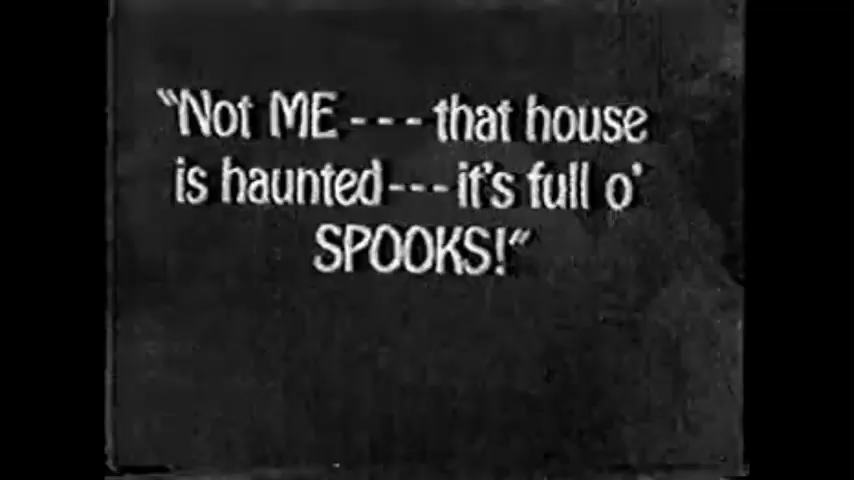 "Not ME---that house
is haunted---it's full o'
SPOOKS!"